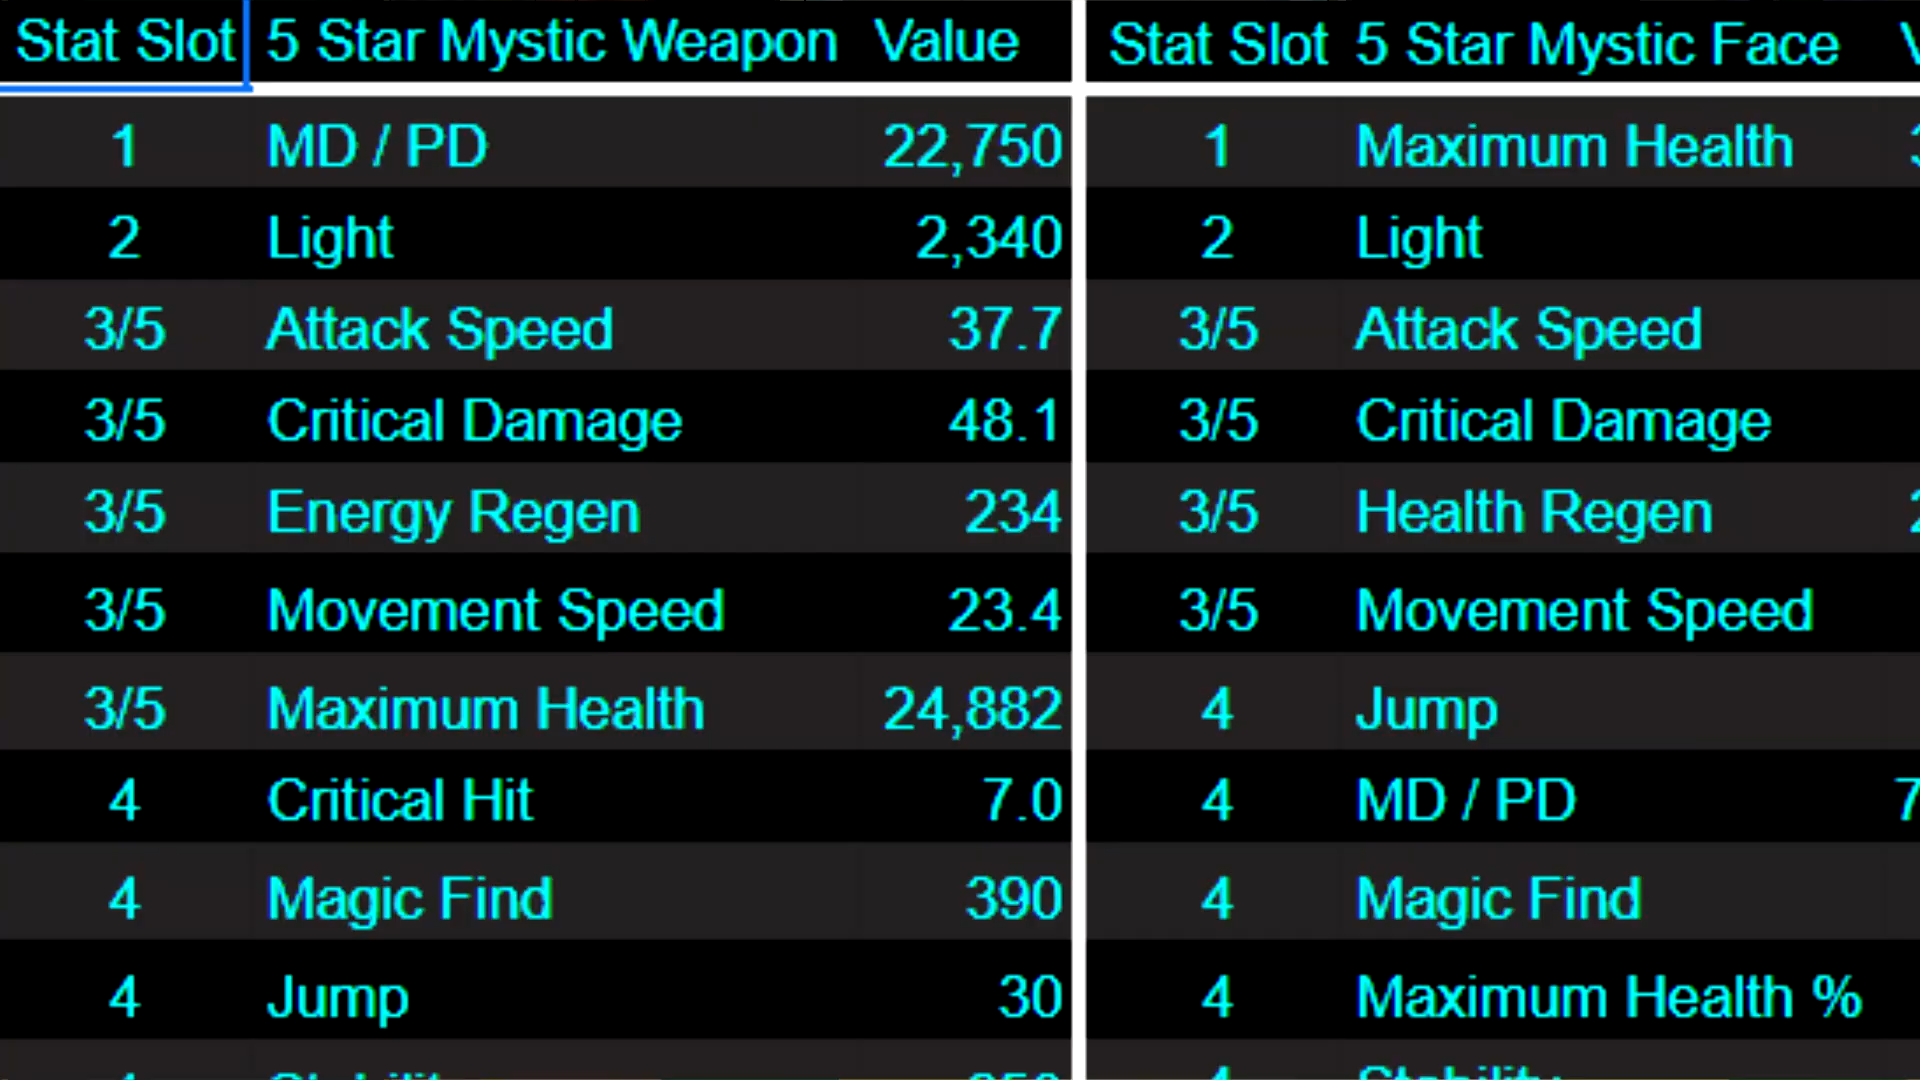 Stat Slot 5 Star Mystic Weapon Value
1 MD / PD 22,750
2 Light 2,340
3/5 Attack Speed 37.7
3/5 Critical Damage 48.1
3/5 Energy Regen 234
3/5 Movement Speed 23.4
3/5 Maximum Health 24,882
4 Critical Hit 7.0
4 Magic Find 390
4 Jump 30
Stat Slot 5 Star Mystic Face
1 Maximum Health
2 Light
3/5 Attack Speed
3/5 Critical Damage
3/5 Health Regen
3/5 Movement Speed
4 Jump
4 MD / PD 7
4 Magic Find
4 Maximum Health %
Stability